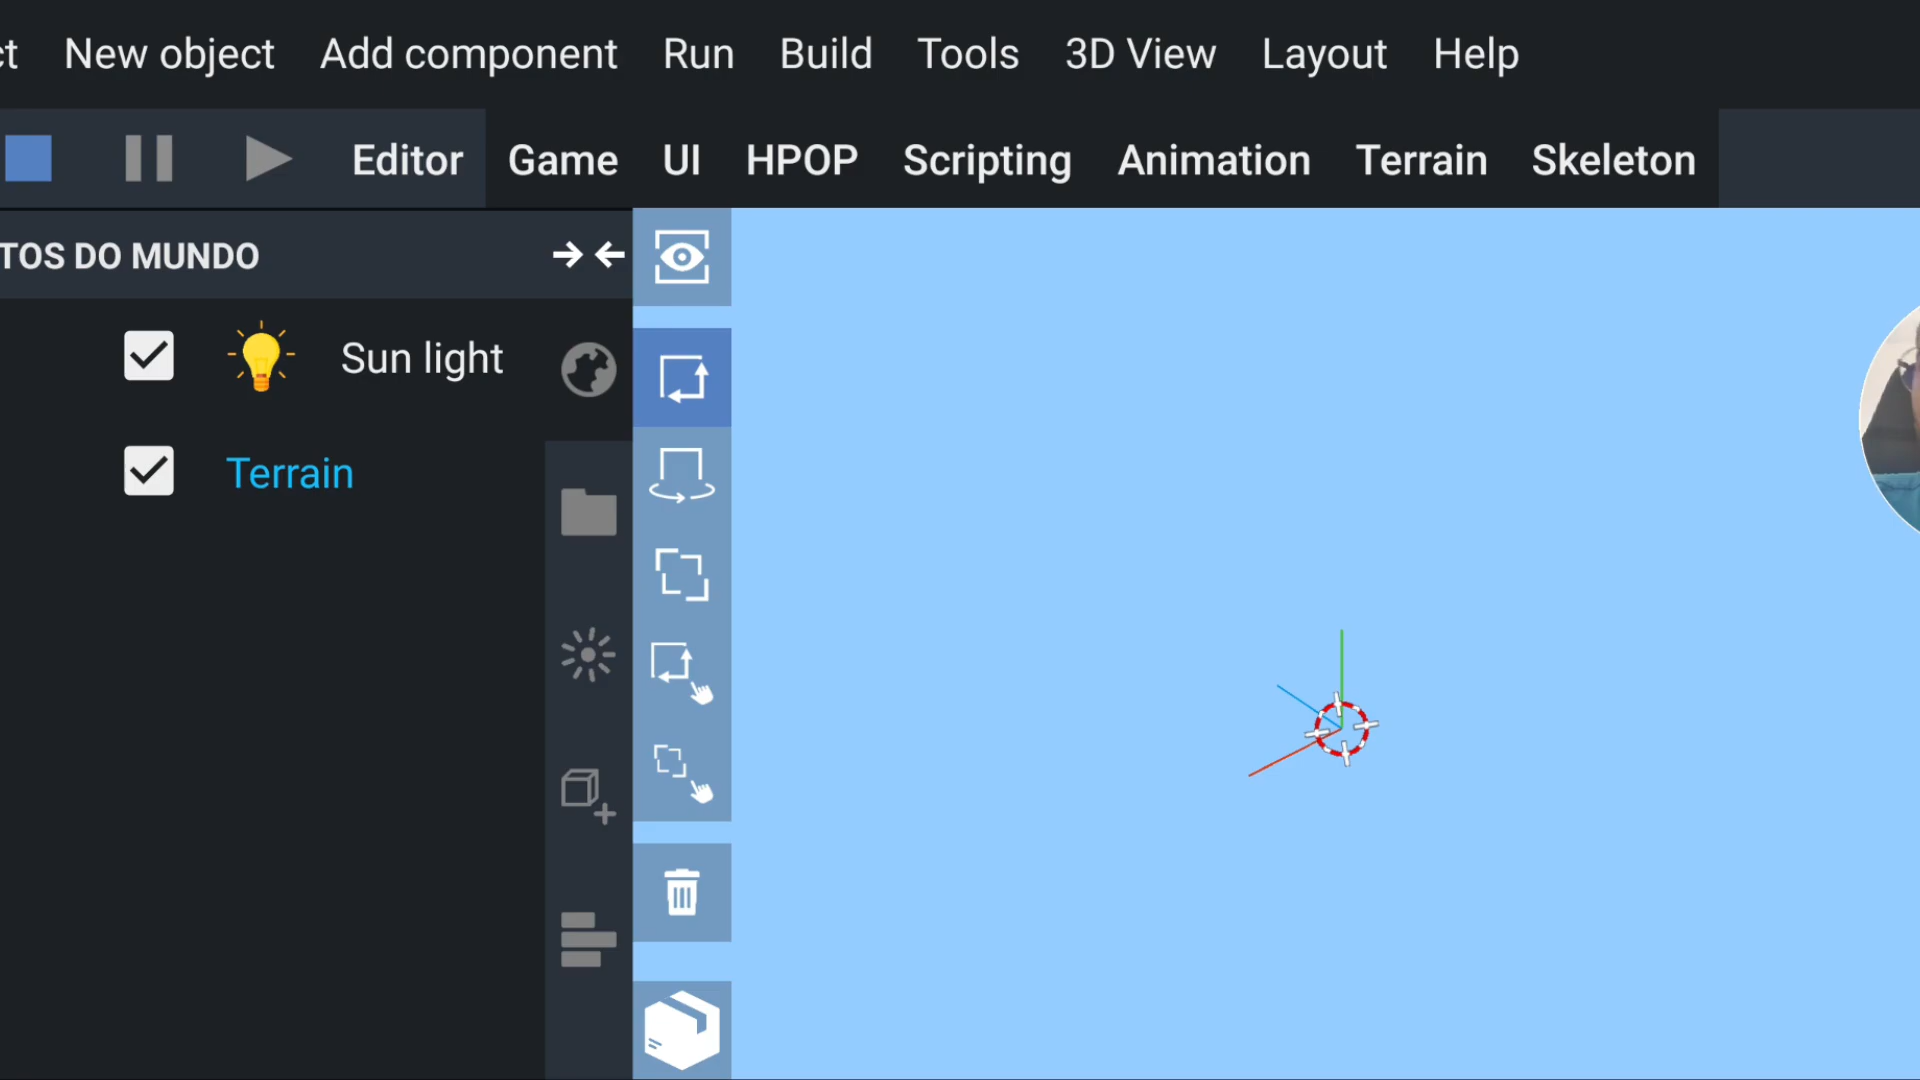 New object Add component Run Build Tools 3D View Layout Help
Editor Game UI HPOP Scripting Animation Terrain Skeleton
TOS DO MUNDO
Sun light
Terrain